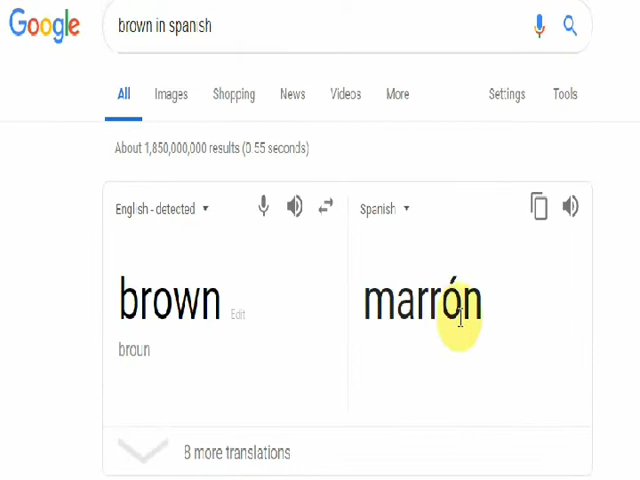 Google
brown in spanish
All Images Shopping News Videos More Settings Tools
About 1,850,000,000 results (0.55 seconds)
English - detected
Spanish
brown Edit
marrón
broun
8 more translations